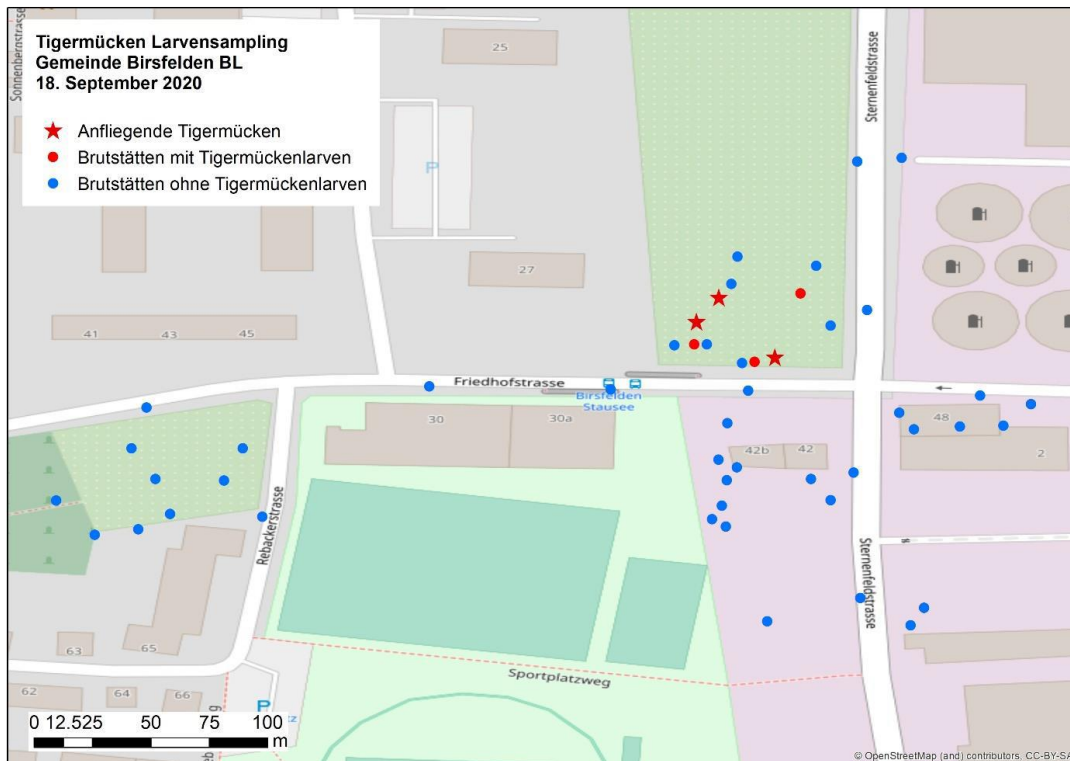 Tigermücken Larvensampling
Gemeinde Birsfelden BL
18. September 2020
Anfliegende Tigermücken
Brutstätten mit Tigermückenlarven
Brutstätten ohne Tigermückenlarven
Sonnenbergstrasse
25
P
27
41
43
45
Sternenfeldstrasse
Friedhofstrasse
Birsfelden
Stausee
30
30a
42b
42
48
2
Rebackerstrasse
Sternenfeldstrasse
63
65
62
64
66
Sportplatzweg
P
0 12.525 50 75 100
m
© OpenStreetMap (and) contributors, CC-BY-SA